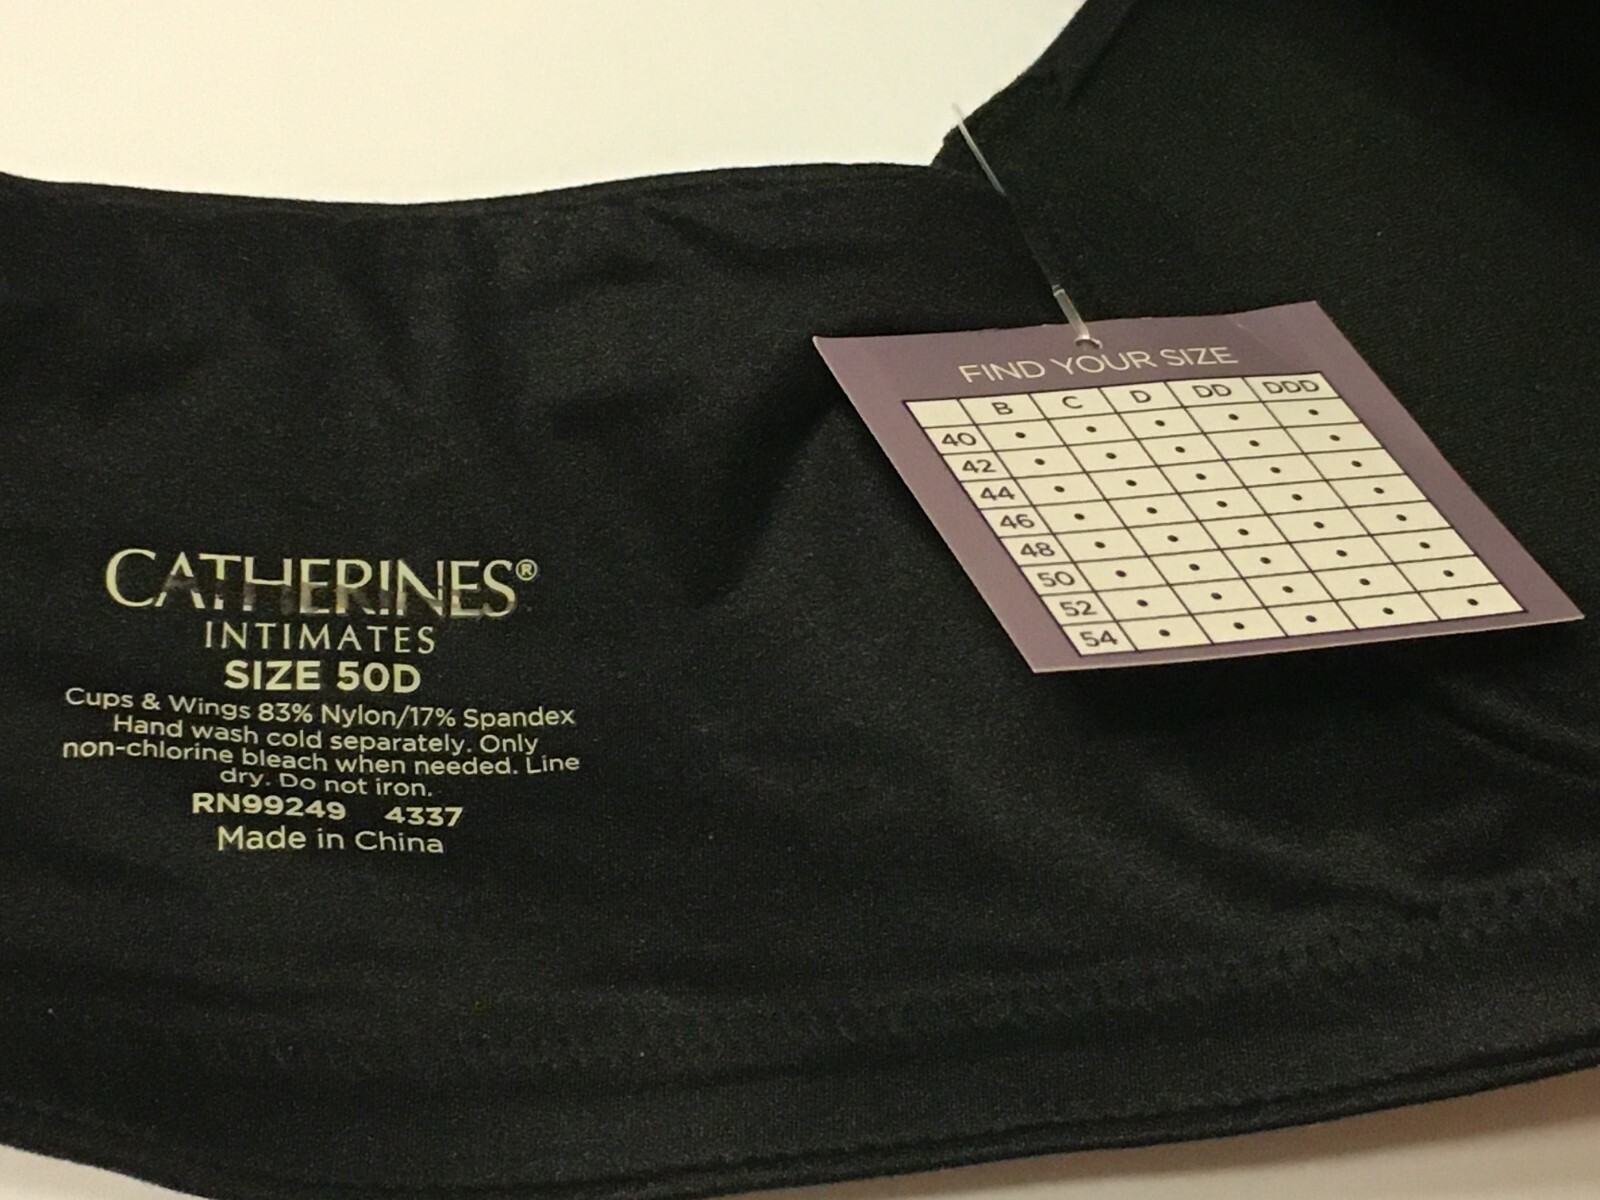 CATHERINES®
INTIMATES
SIZE 50D
Cups & Wings 83% Nylon/17% Spandex
Hand wash cold separately. Only
non-chlorine bleach when needed. Line
dry. Do not iron.
RN99249 4337
Made in China
FIND YOUR SIZE
B C D DD DDD
40 • • • • •
42 • • • • •
44 • • • • •
46 • • • • •
48 • • • • •
50 • • • • •
52 • • • • •
54 • • • • •